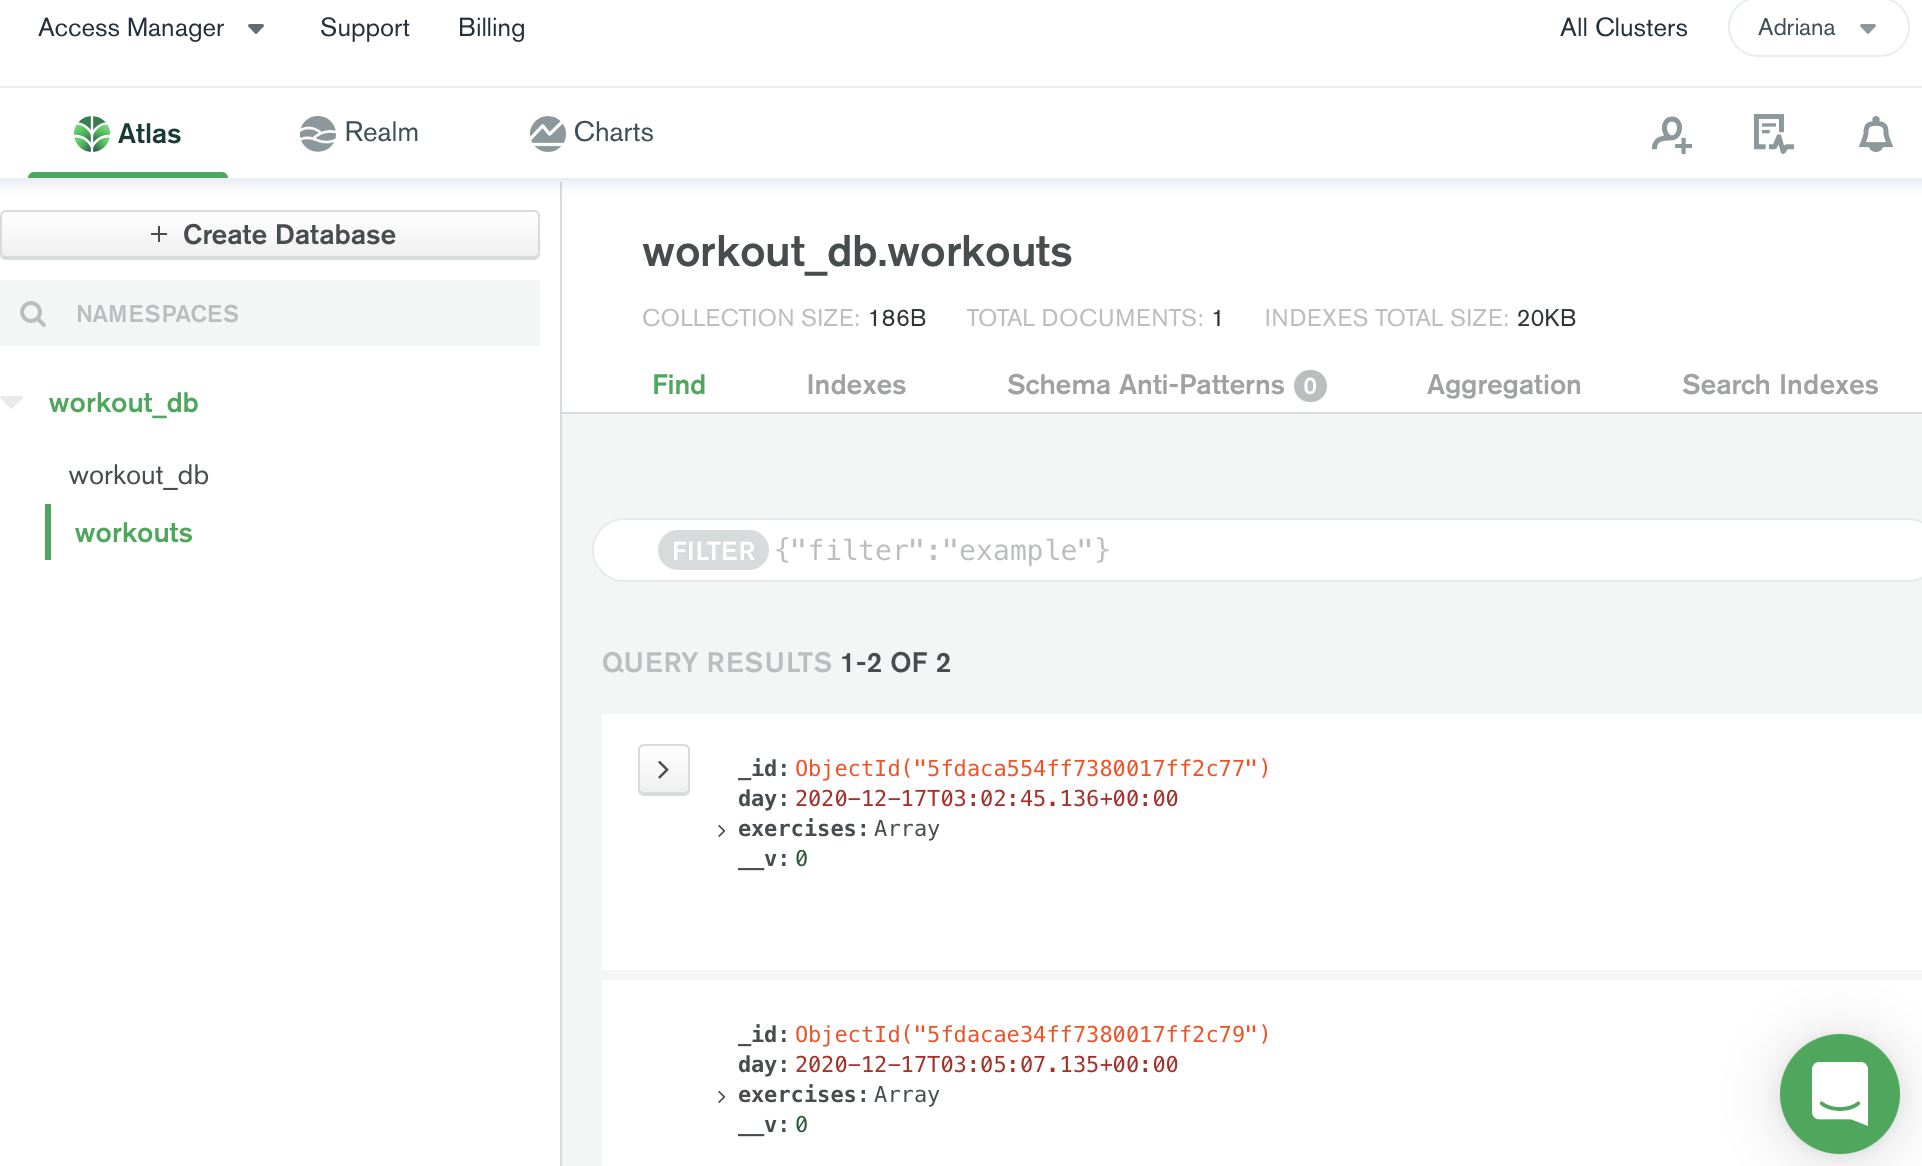 Access Manager Support Billing All Clusters Adriana
Atlas Realm Charts
+ Create Database
NAMESPACES
workout_db
workout_db
workouts
workout_db.workouts
COLLECTION SIZE: 186B TOTAL DOCUMENTS: 1 INDEXES TOTAL SIZE: 20KB
Find Indexes Schema Anti-Patterns 0 Aggregation Search Indexes
FILTER {"filter":"example"}
QUERY RESULTS 1-2 OF 2
_id: ObjectId("5fdaca554ff7380017ff2c77")
day: 2020-12-17T03:02:45.136+00:00
exercises: Array
__v: 0
_id: ObjectId("5fdacae34ff7380017ff2c79")
day: 2020-12-17T03:05:07.135+00:00
exercises: Array
__v: 0